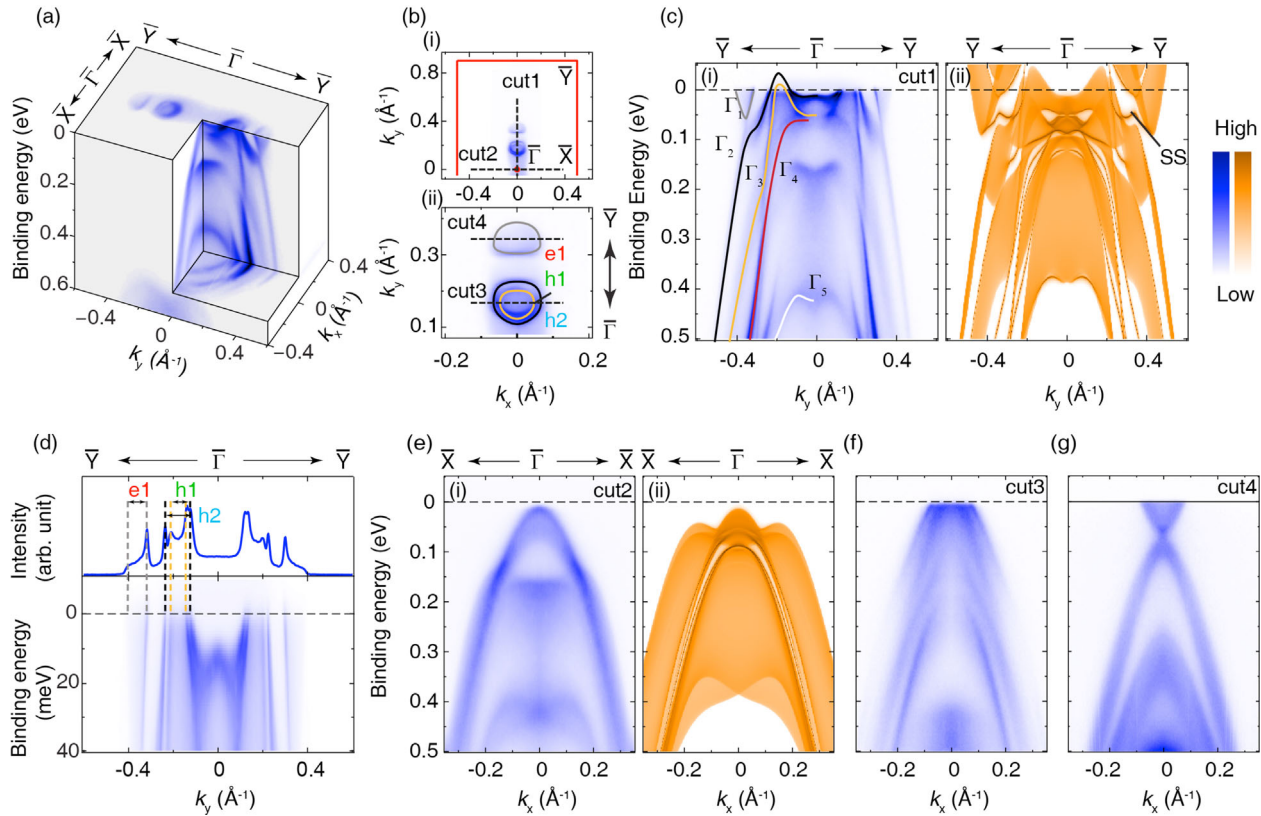 (a)
X̄ Γ̄ X̄
Ȳ Γ̄ Ȳ
Binding energy (eV)
0
0.2
0.4
0.6
−0.4 0 0.4
k_y (Å⁻¹)
0.4
0
−0.4
k_x (Å⁻¹)
(b)
(i)
k_y (Å⁻¹)
0.8
0.4
0
cut1
Ȳ
cut2
Γ̄
X̄
-0.4 0 0.4
(ii)
k_y (Å⁻¹)
0.3
0.1
cut4
e1
h1
cut3
h2
Ȳ
Γ̄
-0.2 0 0.2
k_x (Å⁻¹)
(c)
Ȳ Γ̄ Ȳ
(i)
cut1
Binding Energy (eV)
0
0.1
0.2
0.3
0.4
0.5
Γ₁
Γ₂
Γ₃
Γ₄
Γ₅
-0.4 0 0.4
k_y (Å⁻¹)
Ȳ Γ̄ Ȳ
(ii)
SS
-0.4 0 0.4
k_y (Å⁻¹)
High
Low
(d)
Ȳ Γ̄ Ȳ
Intensity
(arb. unit)
e1
h1
h2
Binding energy
(meV)
0
20
40
-0.4 0 0.4
k_y (Å⁻¹)
(e)
X̄ Γ̄ X̄
(i)
cut2
Binding energy (eV)
0
0.1
0.2
0.3
0.4
0.5
-0.2 0 0.2
k_x (Å⁻¹)
X̄ Γ̄ X̄
(ii)
-0.2 0 0.2
k_x (Å⁻¹)
(f)
cut3
-0.2 0 0.2
k_x (Å⁻¹)
(g)
cut4
-0.2 0 0.2
k_x (Å⁻¹)